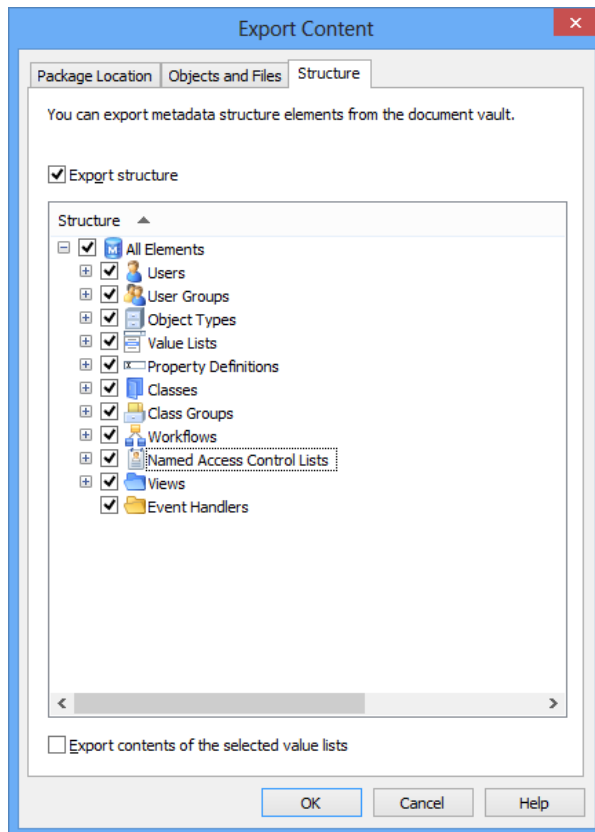 Export Content
Package Location Objects and Files Structure
You can export metadata structure elements from the document vault.
Export structure
Structure
All Elements
Users
User Groups
Object Types
Value Lists
Property Definitions
Classes
Class Groups
Workflows
Named Access Control Lists
Views
Event Handlers
Export contents of the selected value lists
OK Cancel Help